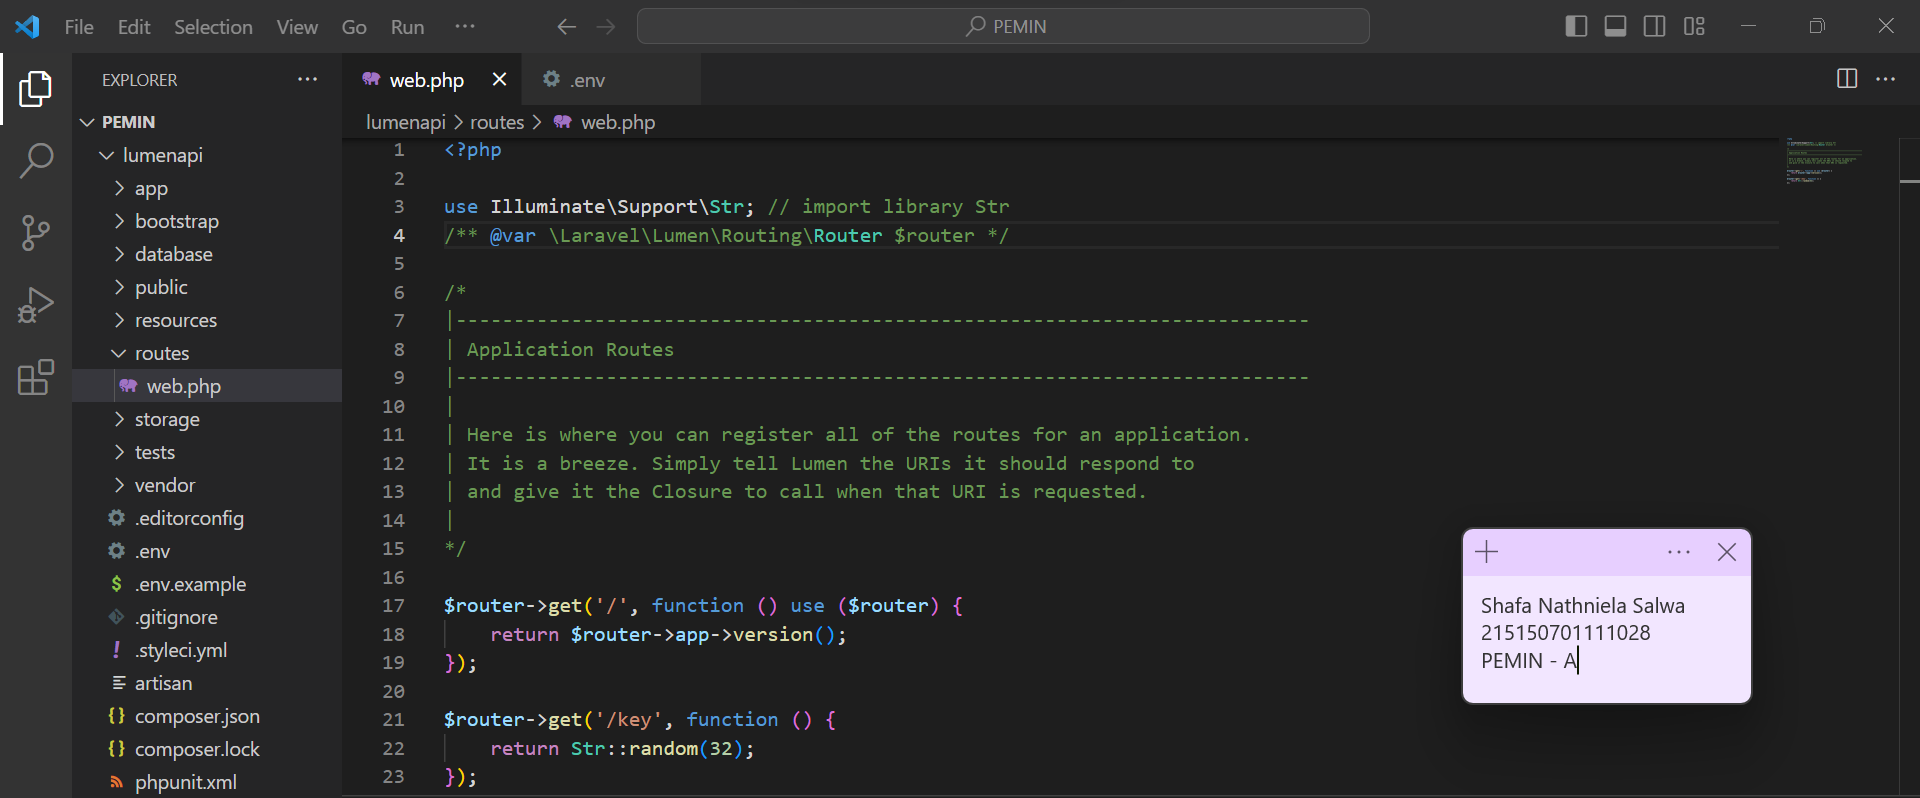 File Edit Selection View Go Run ···
PEMIN
EXPLORER ···
PEMIN
lumenapi
app
bootstrap
database
public
resources
routes
web.php
storage
tests
vendor
.editorconfig
.env
.env.example
.gitignore
.styleci.yml
artisan
composer.json
composer.lock
phpunit.xml
web.php
.env
lumenapi > routes > web.php
1 <?php
2
3 use Illuminate\Support\Str; // import library Str
4 /** @var \Laravel\Lumen\Routing\Router $router */
5
6 /*
7 |--------------------------------------------------------------------------
8 | Application Routes
9 |--------------------------------------------------------------------------
10 |
11 | Here is where you can register all of the routes for an application.
12 | It is a breeze. Simply tell Lumen the URIs it should respond to
13 | and give it the Closure to call when that URI is requested.
14 |
15 */
16
17 $router->get('/', function () use ($router) {
18     return $router->app->version();
19 });
20
21 $router->get('/key', function () {
22     return Str::random(32);
23 });
Shafa Nathniela Salwa
215150701111028
PEMIN - A